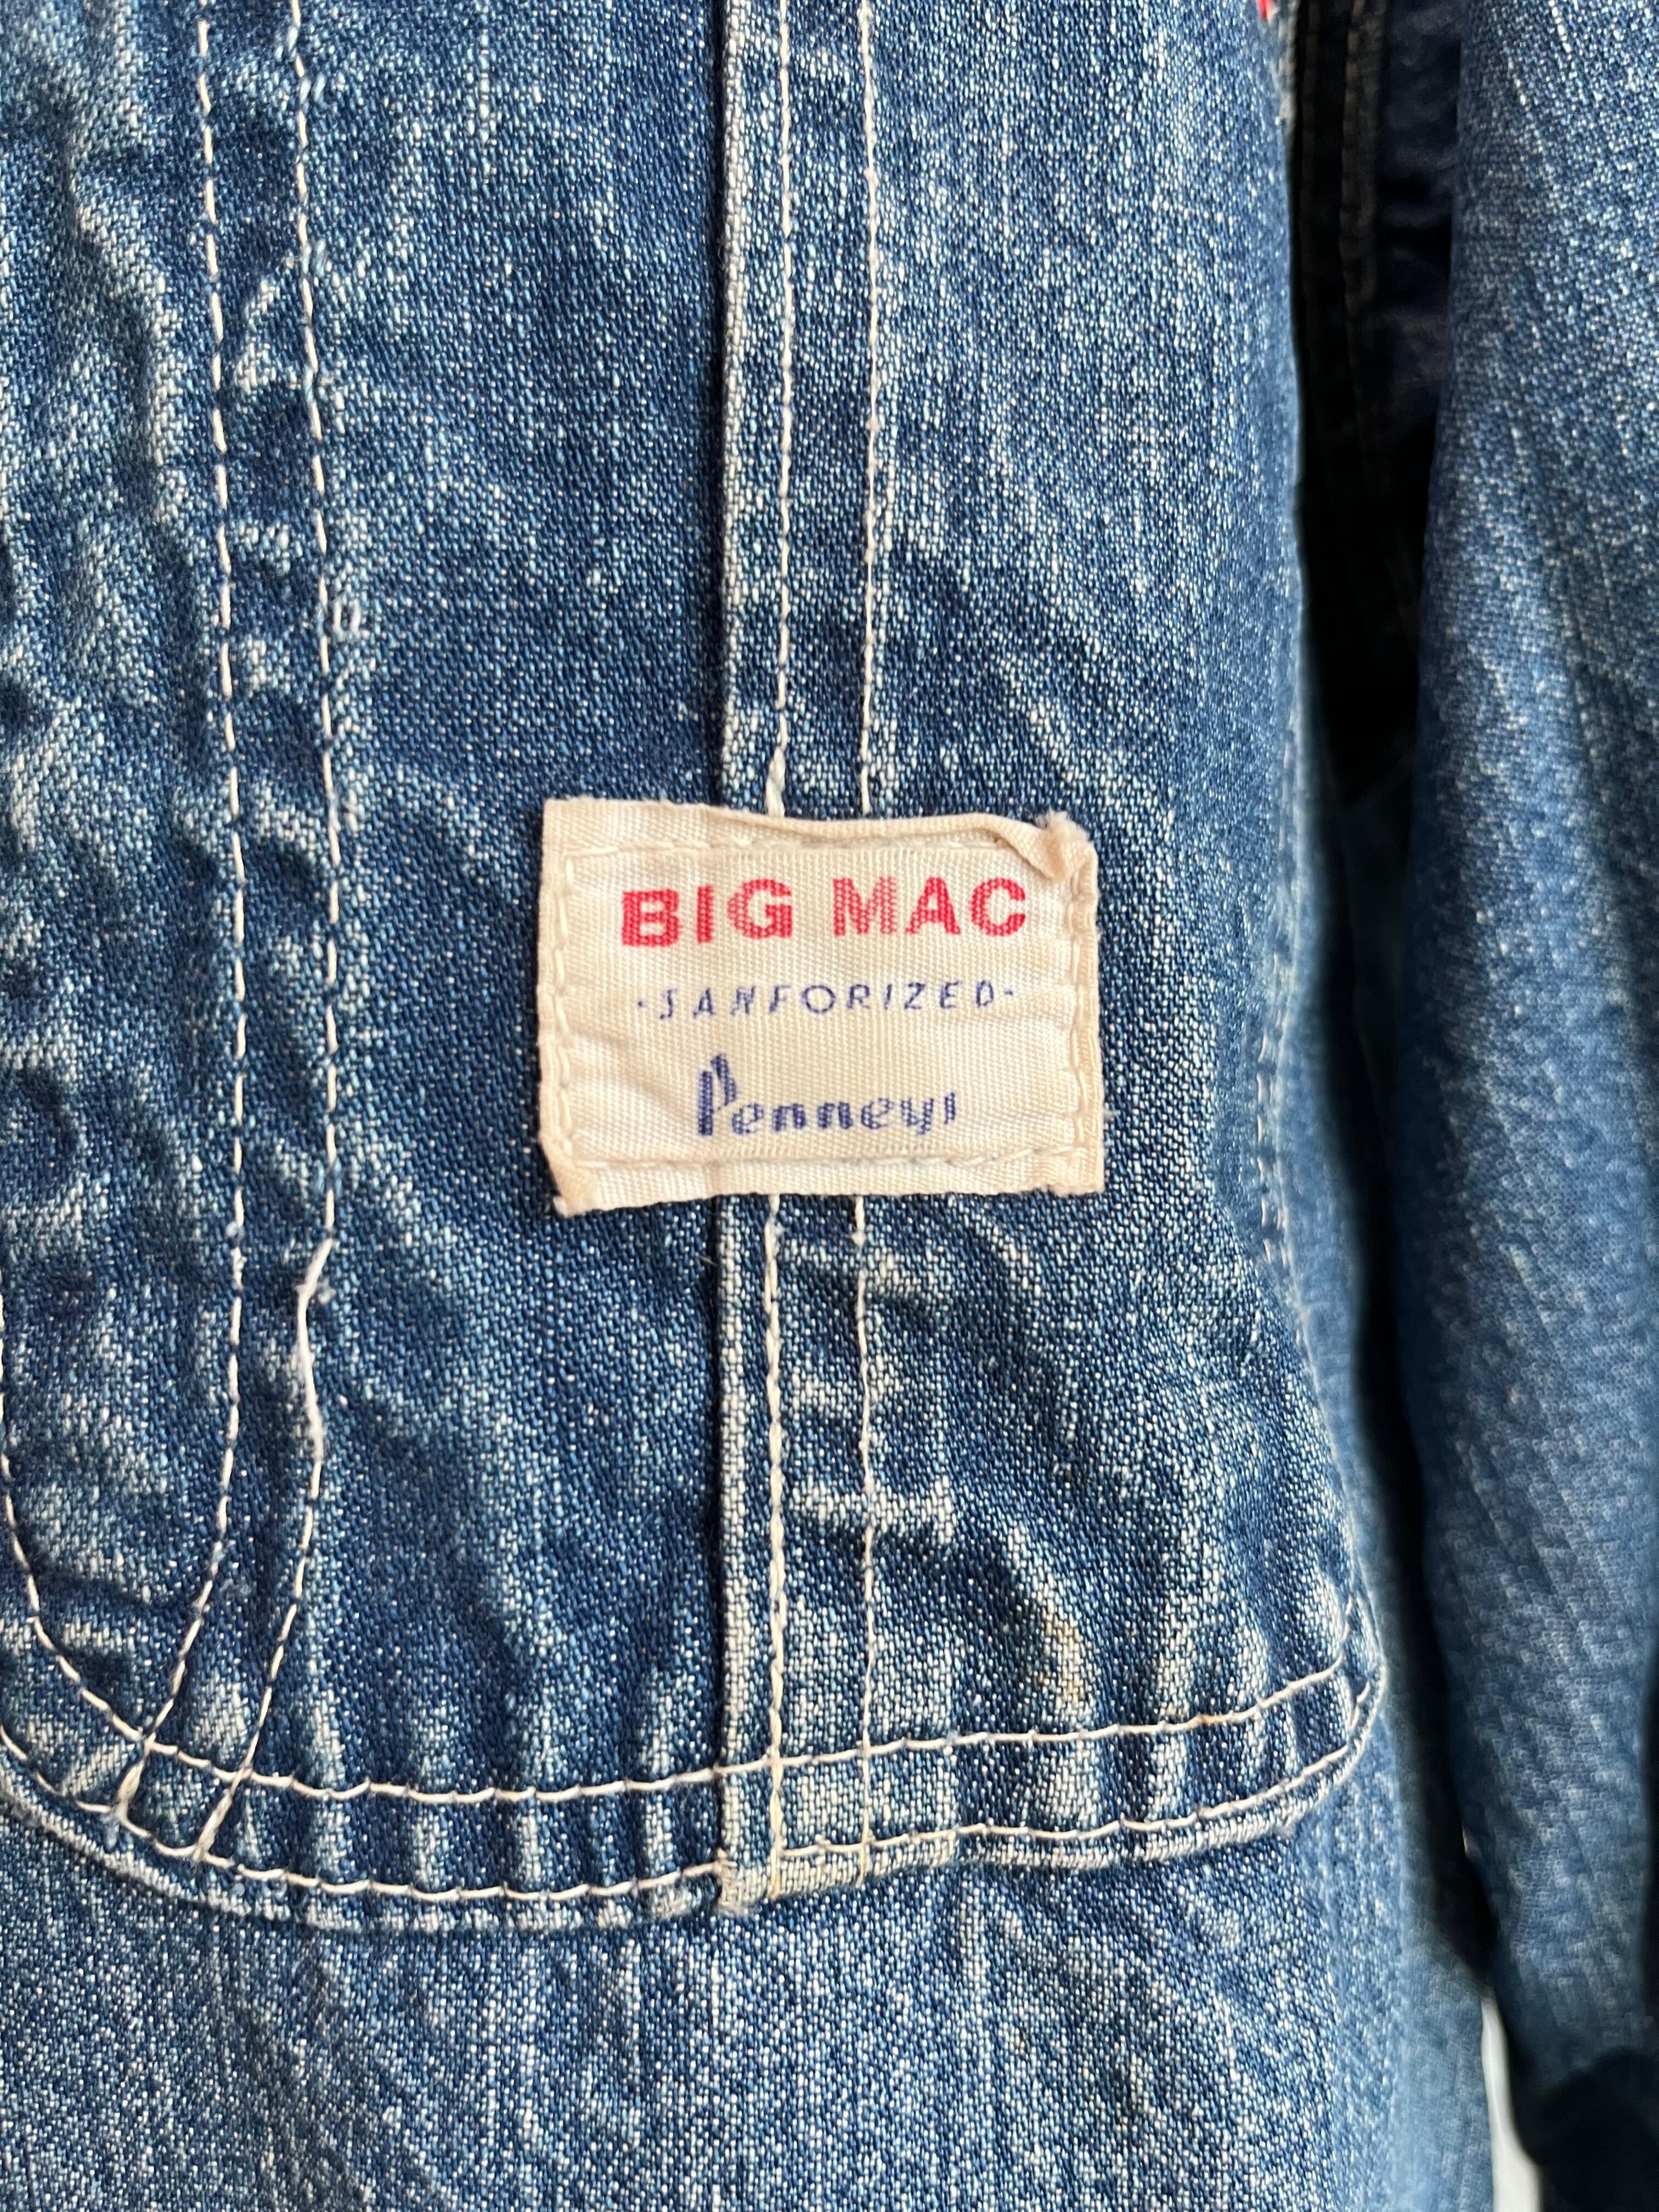 BIG MAC
·SANFORIZED·
Penneys